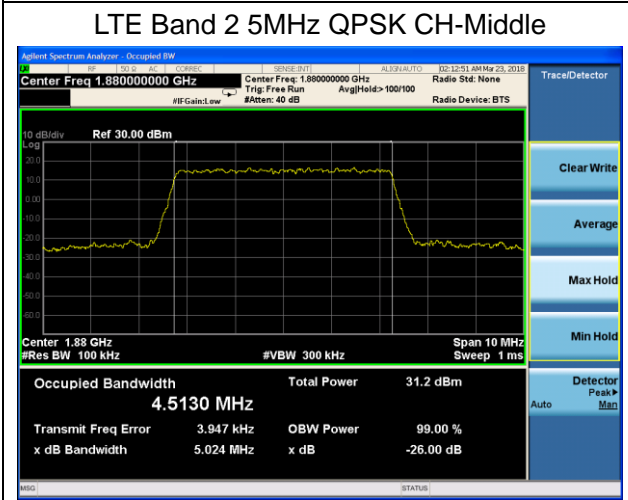 LTE Band 2 5MHz QPSK CH-Middle
Agilent Spectrum Analyzer - Occupied BW
RF 50 Ω AC CORREC SENSE:INT ALIGNAUTO 02:12:51 AM Mar 23, 2018
Center Freq 1.880000000 GHz Center Freq: 1.880000000 GHz Radio Std: None Trace/Detector
Trig: Free Run Avg|Hold:> 100/100
#IFGain:Low #Atten: 40 dB Radio Device: BTS
10 dB/div Ref 30.00 dBm
Log
20.0
10.0
0.00
-10.0
-20.0
-30.0
-40.0
-50.0
-60.0
Clear Write
Average
Max Hold
Min Hold
Center 1.88 GHz Span 10 MHz
#Res BW 100 kHz #VBW 300 kHz Sweep 1 ms
Occupied Bandwidth Total Power 31.2 dBm
4.5130 MHz
Transmit Freq Error 3.947 kHz OBW Power 99.00 %
x dB Bandwidth 5.024 MHz x dB -26.00 dB
Detector
Peak▶
Auto Man
MSG STATUS